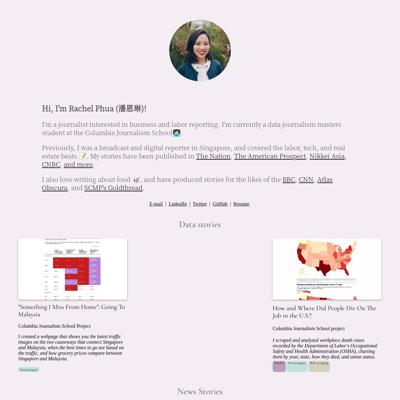 Hi, I'm Rachel Phua (潘恩琳)!
I'm a journalist interested in business and labor reporting. I'm currently a data journalism masters
student at the Columbia Journalism School
Previously, I was a broadcast and digital reporter in Singapore, and covered the labor, tech, and real
estate beats. My stories have been published in The Nation, The American Prospect, Nikkei Asia,
CNBC, and more.
I also love writing about food, and have produced stories for the likes of the BBC, CNN, Atlas
Obscura, and SCMP's Goldthread.
E-mail | LinkedIn | Twitter | GitHub | Resume
Data stories
"Something I Miss From Home": Going To
Malaysia
Columbia Journalism School Project
I created a webpage that shows you the latest traffic
images on the two causeways that connect Singapore
and Malaysia, when the best times to go are based on
the traffic, and how grocery prices compare between
Singapore and Malaysia.
How and Where Did People Die On The
Job in the U.S.?
Columbia Journalism School project
I scraped and analyzed workplace death cases
recorded by the Department of Labor's Occupational
Safety and Health Administration (OSHA), charting
them by year, state, how they died, and union status.
News Stories